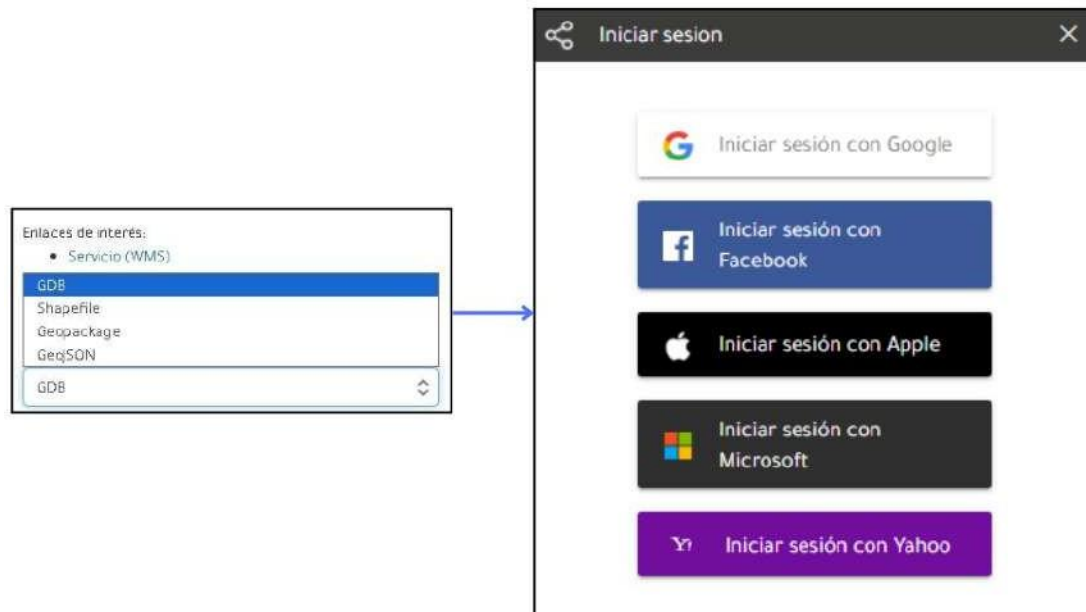 Enlaces de interés:
Servicio (WMS)
GDB
Shapefile
Geopackage
GeoJSON
GDB
Iniciar sesion
Iniciar sesión con Google
Iniciar sesión con
Facebook
Iniciar sesión con Apple
Iniciar sesión con
Microsoft
Iniciar sesión con Yahoo